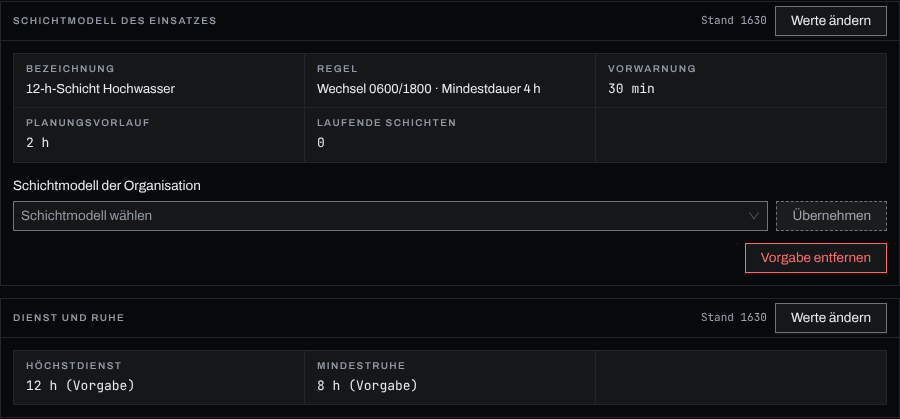 SCHICHTMODELL DES EINSATZES
Stand 1630
Werte ändern
BEZEICHNUNG
12-h-Schicht Hochwasser
REGEL
Wechsel 0600/1800 · Mindestdauer 4 h
VORWARNUNG
30 min
PLANUNGSVORLAUF
2 h
LAUFENDE SCHICHTEN
0
Schichtmodell der Organisation
Schichtmodell wählen
Übernehmen
Vorgabe entfernen
DIENST UND RUHE
Stand 1630
Werte ändern
HÖCHSTDIENST
12 h (Vorgabe)
MINDESTRUHE
8 h (Vorgabe)